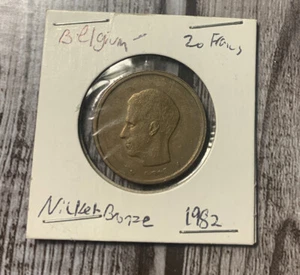 Belgium - 20 Francs
Nickel Bronze 1982